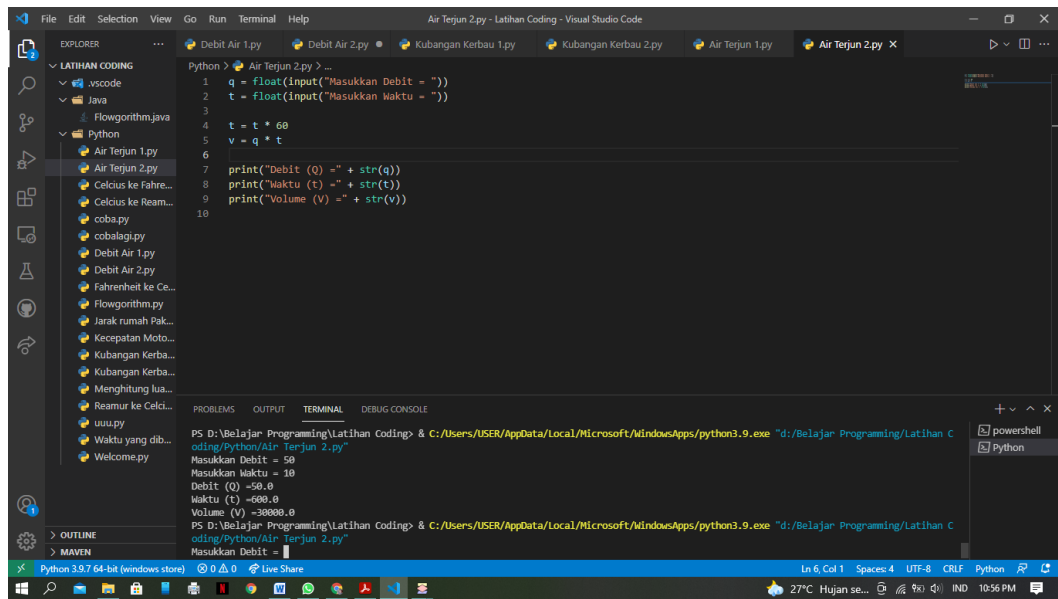 File Edit Selection View Go Run Terminal Help
Air Terjun 2.py - Latihan Coding - Visual Studio Code
EXPLORER
Debit Air 1.py
Debit Air 2.py
Kubangan Kerbau 1.py
Kubangan Kerbau 2.py
Air Terjun 1.py
Air Terjun 2.py
LATIHAN CODING
.vscode
Java
Flowgorithm.java
Python
Air Terjun 1.py
Air Terjun 2.py
Celcius ke Fahre...
Celcius ke Ream...
coba.py
cobalagi.py
Debit Air 1.py
Debit Air 2.py
Fahrenheit ke Ce...
Flowgorithm.py
Jarak rumah Pak...
Kecepatan Moto...
Kubangan Kerba...
Kubangan Kerba...
Menghitung lua...
Reamur ke Celci...
uuu.py
Waktu yang dib...
Welcome.py
OUTLINE
MAVEN
2
1
Python > Air Terjun 2.py > ...
1 q = float(input("Masukkan Debit = "))
2 t = float(input("Masukkan Waktu = "))
3
4 t = t * 60
5 v = q * t
6
7 print("Debit (Q) =" + str(q))
8 print("Waktu (t) =" + str(t))
9 print("Volume (V) =" + str(v))
10
PROBLEMS OUTPUT TERMINAL DEBUG CONSOLE
PS D:\Belajar Programming\Latihan Coding> & C:/Users/USER/AppData/Local/Microsoft/WindowsApps/python3.9.exe "d:/Belajar Programming/Latihan C
oding/Python/Air Terjun 2.py"
Masukkan Debit = 50
Masukkan Waktu = 10
Debit (Q) =50.0
Waktu (t) =600.0
Volume (V) =30000.0
PS D:\Belajar Programming\Latihan Coding> & C:/Users/USER/AppData/Local/Microsoft/WindowsApps/python3.9.exe "d:/Belajar Programming/Latihan C
oding/Python/Air Terjun 2.py"
Masukkan Debit =
powershell
Python
Python 3.9.7 64-bit (windows store) 0 0 0 Live Share
Ln 6, Col 1 Spaces: 4 UTF-8 CRLF Python
27°C Hujan se... IND 10:56 PM